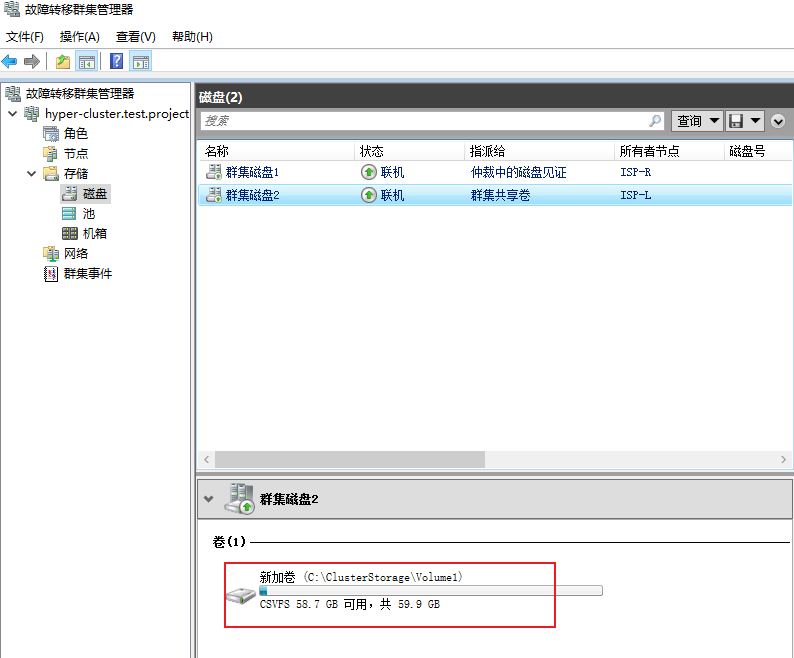 故障转移群集管理器
文件(F) 操作(A) 查看(V) 帮助(H)
故障转移群集管理器
hyper-cluster.test.project
角色
节点
存储
磁盘
池
机箱
网络
群集事件
磁盘(2)
搜索
查询
名称 状态 指派给 所有者节点 磁盘号
群集磁盘1 联机 仲裁中的磁盘见证 ISP-R
群集磁盘2 联机 群集共享卷 ISP-L
群集磁盘2
卷(1)
新加卷 (C:\ClusterStorage\Volume1)
CSVFS 58.7 GB 可用，共 59.9 GB